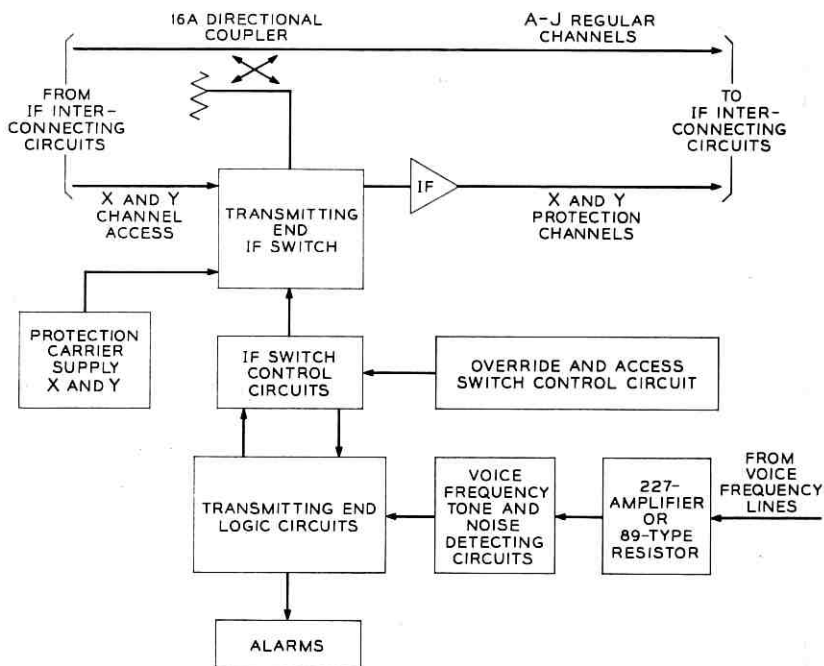 16A DIRECTIONAL
COUPLER
A-J REGULAR
CHANNELS
FROM
IF INTER-
CONNECTING
CIRCUITS
TO
IF INTER-
CONNECTING
CIRCUITS
X AND Y
CHANNEL
ACCESS
TRANSMITTING
END
IF SWITCH
IF
X AND Y
PROTECTION
CHANNELS
PROTECTION
CARRIER
SUPPLY
X AND Y
IF SWITCH
CONTROL
CIRCUITS
OVERRIDE AND ACCESS
SWITCH CONTROL CIRCUIT
TRANSMITTING END
LOGIC CIRCUITS
VOICE
FREQUENCY
TONE AND
NOISE
DETECTING
CIRCUITS
227-
AMPLIFIER
OR
89-TYPE
RESISTOR
FROM
VOICE
FREQUENCY
LINES
ALARMS